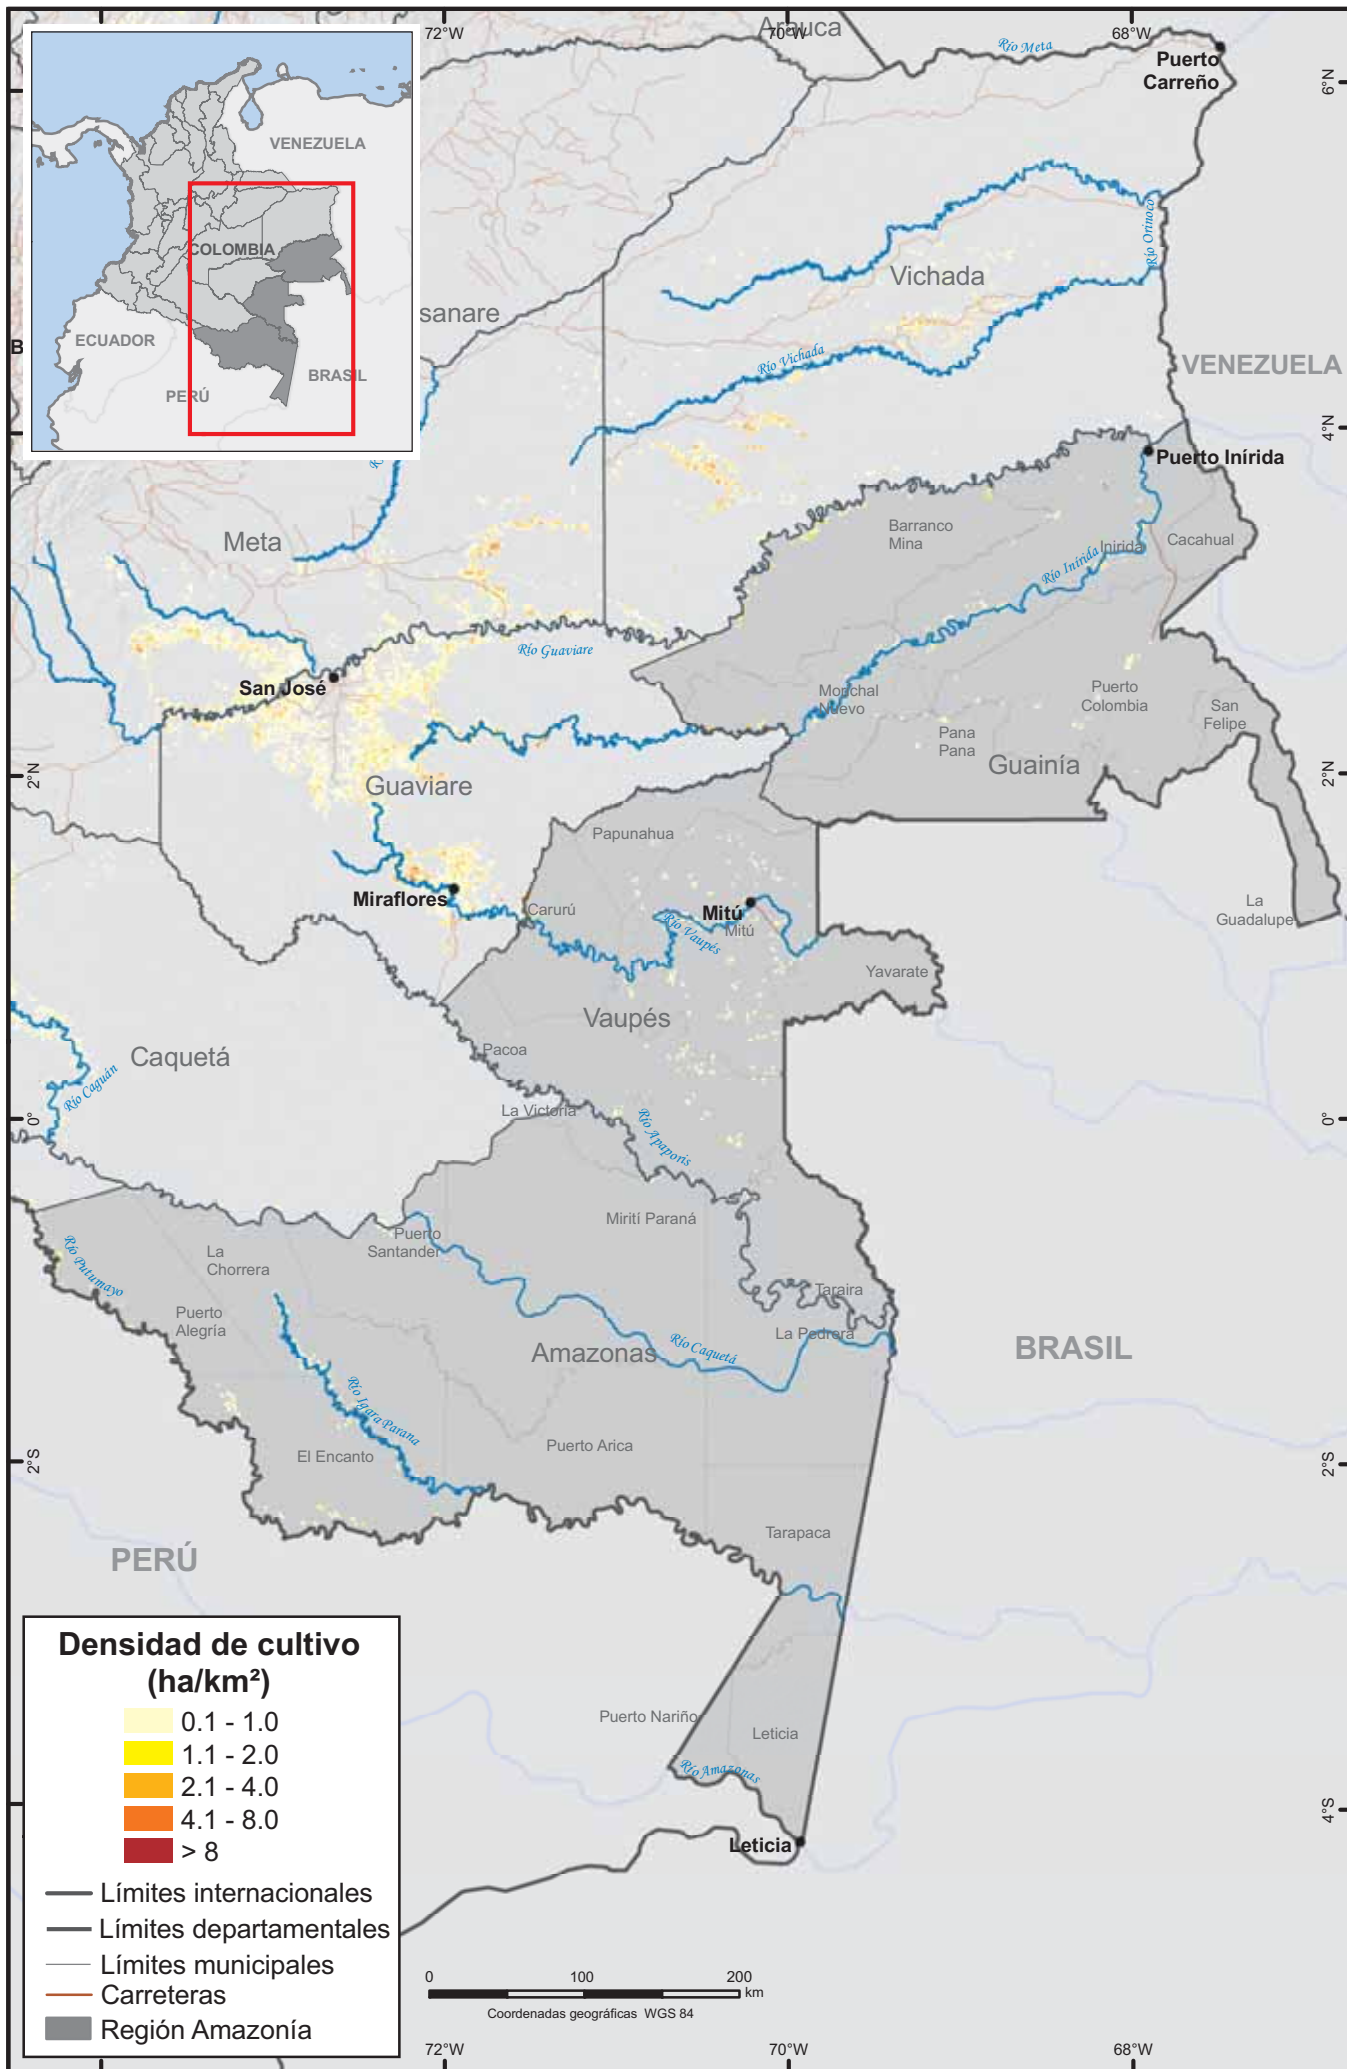 72°W
70°W
68°W
Arauca
Río Meta
Puerto
Carreño
6°N
VENEZUELA
COLOMBIA
ECUADOR
PERÚ
BRASIL
B
sanare
Vichada
Río Orinoco
Río Vichada
VENEZUELA
4°N
Puerto Inírida
Meta
Barranco
Mina
Inirida
Cacahual
Río Inírida
Río Guaviare
San José
Morichal
Nuevo
Puerto
Colombia
San
Felipe
Pana
Pana
Guainía
2°N
2°N
Guaviare
Papunahua
Miraflores
Carurú
Mitú
Mitú
Río Vaupés
La
Guadalupe
Yavarate
Vaupés
Caquetá
Pacoa
Río Caguán
La Victoria
Río Apaporis
0°
0°
Mirití Paraná
Puerto
Santander
La
Chorrera
Río Putumayo
Taraira
Puerto
Alegría
La Pedrera
Amazonas
Río Caquetá
BRASIL
Río Igara Parana
Puerto Arica
El Encanto
2°S
2°S
Tarapaca
PERÚ
Puerto Nariño
Leticia
Río Amazonas
4°S
Leticia
Densidad de cultivo
(ha/km²)
0.1 - 1.0
1.1 - 2.0
2.1 - 4.0
4.1 - 8.0
> 8
Límites internacionales
Límites departamentales
Límites municipales
Carreteras
Región Amazonía
0 100 200
km
Coordenadas geográficas WGS 84
72°W
70°W
68°W